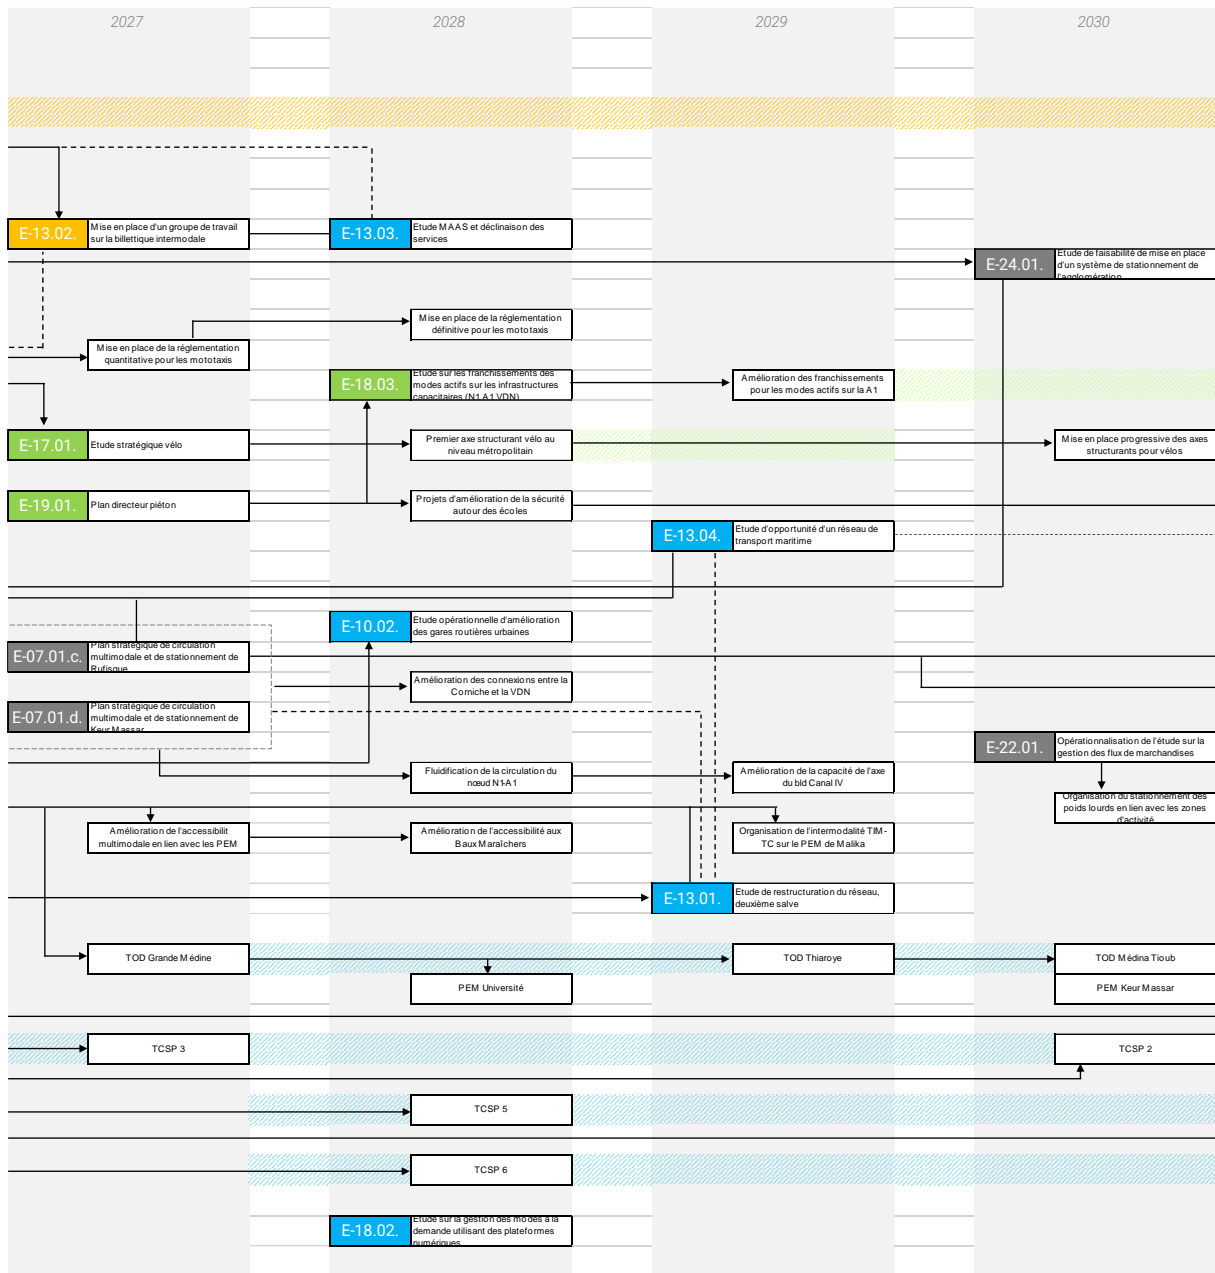 2027
2028
2029
2030
E-13.02.
Mise en place d'un groupe de travail
sur la billettique intermodale
E-13.03.
Etude MAAS et déclinaison des
services
E-24.01.
Etude de faisabilité de mise en place
d'un système de stationnement de
l'agglomération
Mise en place de la réglementation
définitive pour les mototaxis
Mise en place de la réglementation
quantitative pour les mototaxis
E-18.03.
Etude sur les franchissements des
modes actifs sur les infrastructures
capacitaires (N1 A1 VDN)
Amélioration des franchissements
pour les modes actifs sur la A1
E-17.01.
Etude stratégique vélo
Premier axe structurant vélo au
niveau métropolitain
Mise en place progressive des axes
structurants pour vélos
E-19.01.
Plan directeur piéton
Projets d'amélioration de la sécurité
autour des écoles
E-13.04.
Etude d'opportunité d'un réseau de
transport maritime
E-10.02.
Etude opérationnelle d'amélioration
des gares routières urbaines
E-07.01.c.
Plan stratégique de circulation
multimodale et de stationnement de
Rufisque
Amélioration des connexions entre la
Corniche et la VDN
E-07.01.d.
Plan stratégique de circulation
multimodale et de stationnement de
Keur Massar
E-22.01.
Opérationnalisation de l'étude sur la
gestion des flux de marchandises
Fluidification de la circulation du
nœud N1-A1
Amélioration de la capacité de l'axe
du bld Canal IV
Organisation du stationnement des
poids lourds en lien avec les zones
d'activité
Amélioration de l'accessibilit
multimodale en lien avec les PEM
Amélioration de l'accessibilité aux
Baux Maraîchers
Organisation de l'intermodalité TIM-
TC sur le PEM de Malika
E-13.01.
Etude de restructuration du réseau,
deuxième salve
TOD Grande Médine
TOD Thiaroye
TOD Médina Tioub
PEM Université
PEM Keur Massar
TCSP 3
TCSP 2
TCSP 5
TCSP 6
E-18.02.
Etude sur la gestion des modes à la
demande utilisant des plateformes
numériques